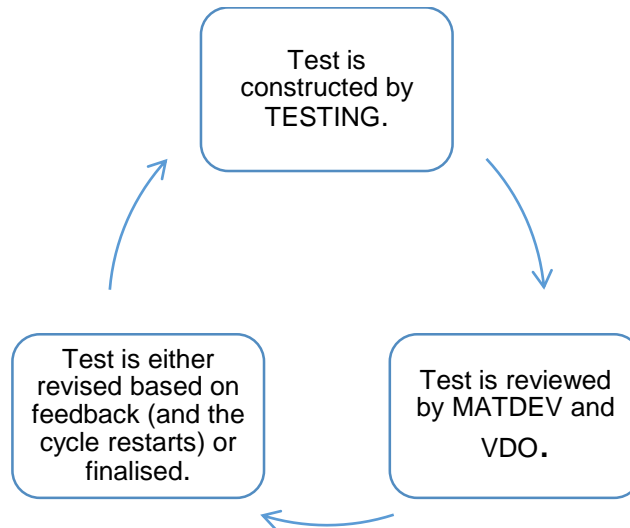 Test is
constructed by
TESTING.
Test is reviewed
by MATDEV and
VDO.
Test is either
revised based on
feedback (and the
cycle restarts) or
finalised.